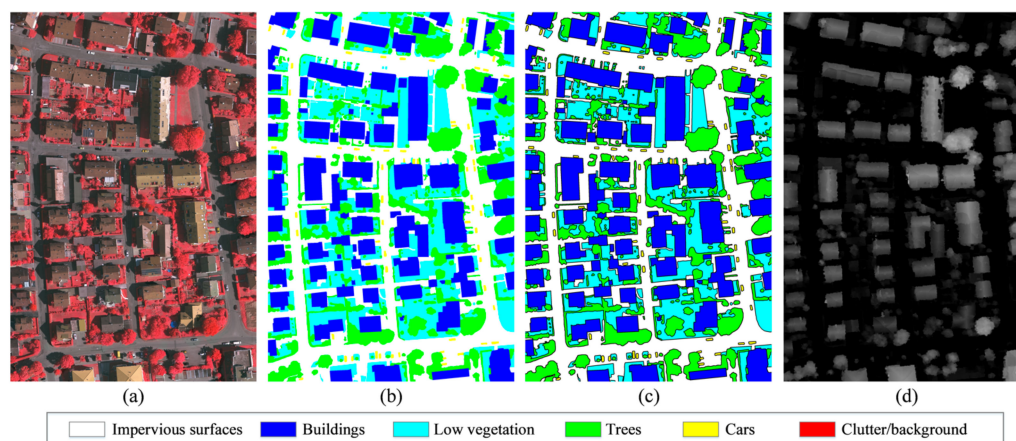 (a) (b) (c) (d)
Impervious surfaces Buildings Low vegetation Trees Cars Clutter/background